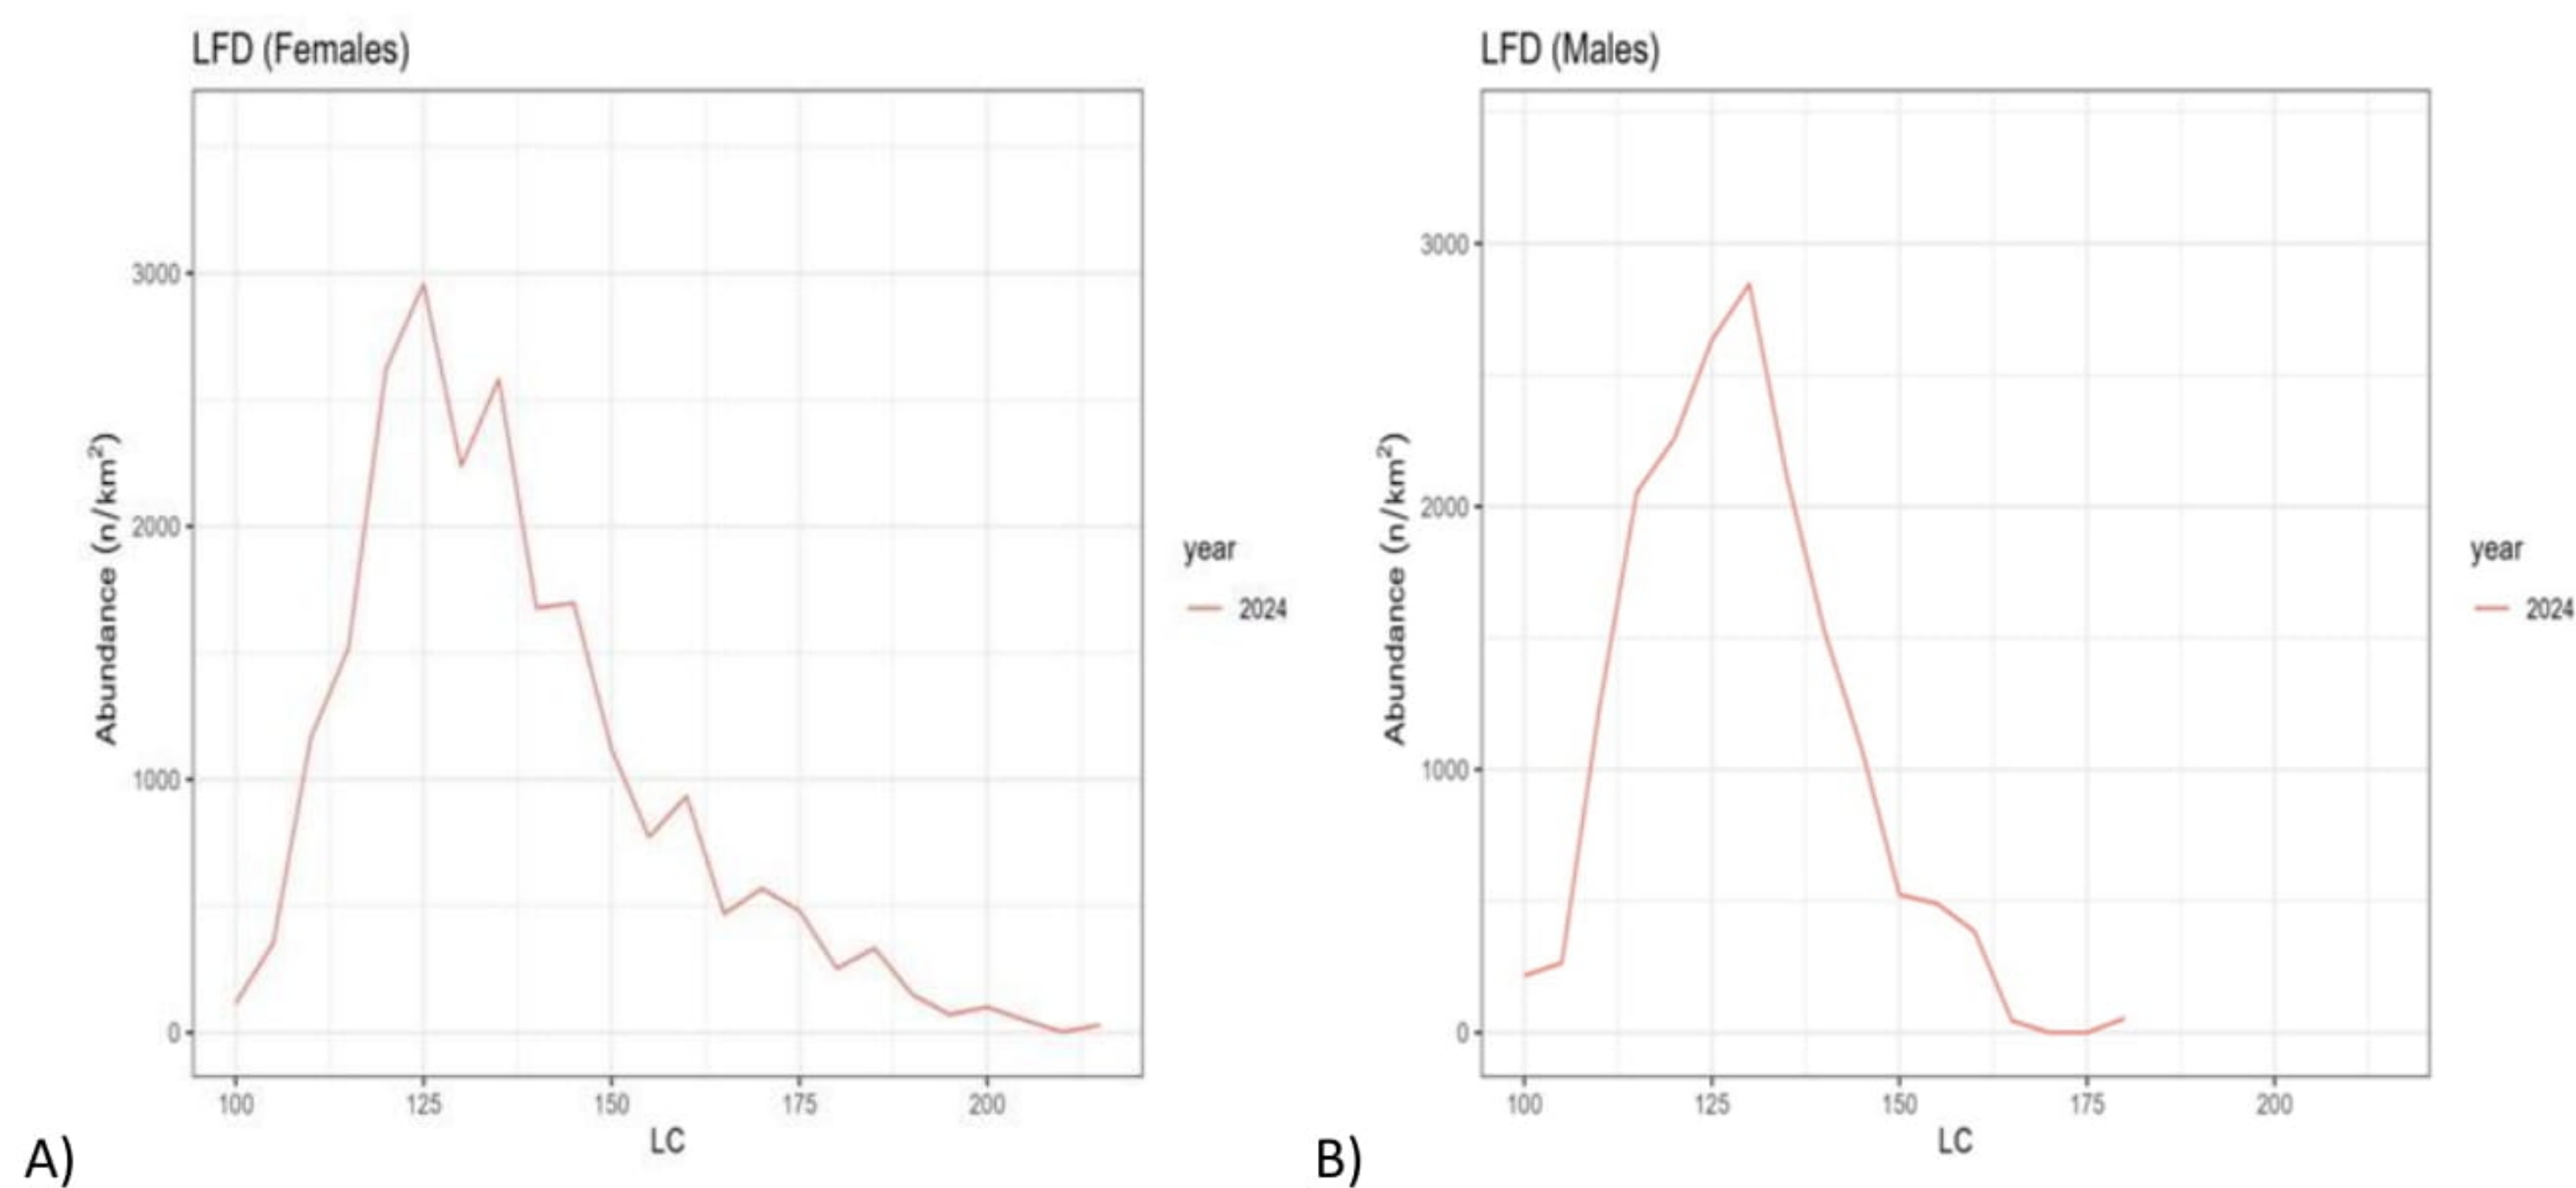 LFD (Females)
3000
2000
1000
0
Abundance (n/km²)
100 125 150 175 200
LC
year
2024
A)
LFD (Males)
3000
2000
1000
0
Abundance (n/km²)
100 125 150 175 200
LC
year
2024
B)